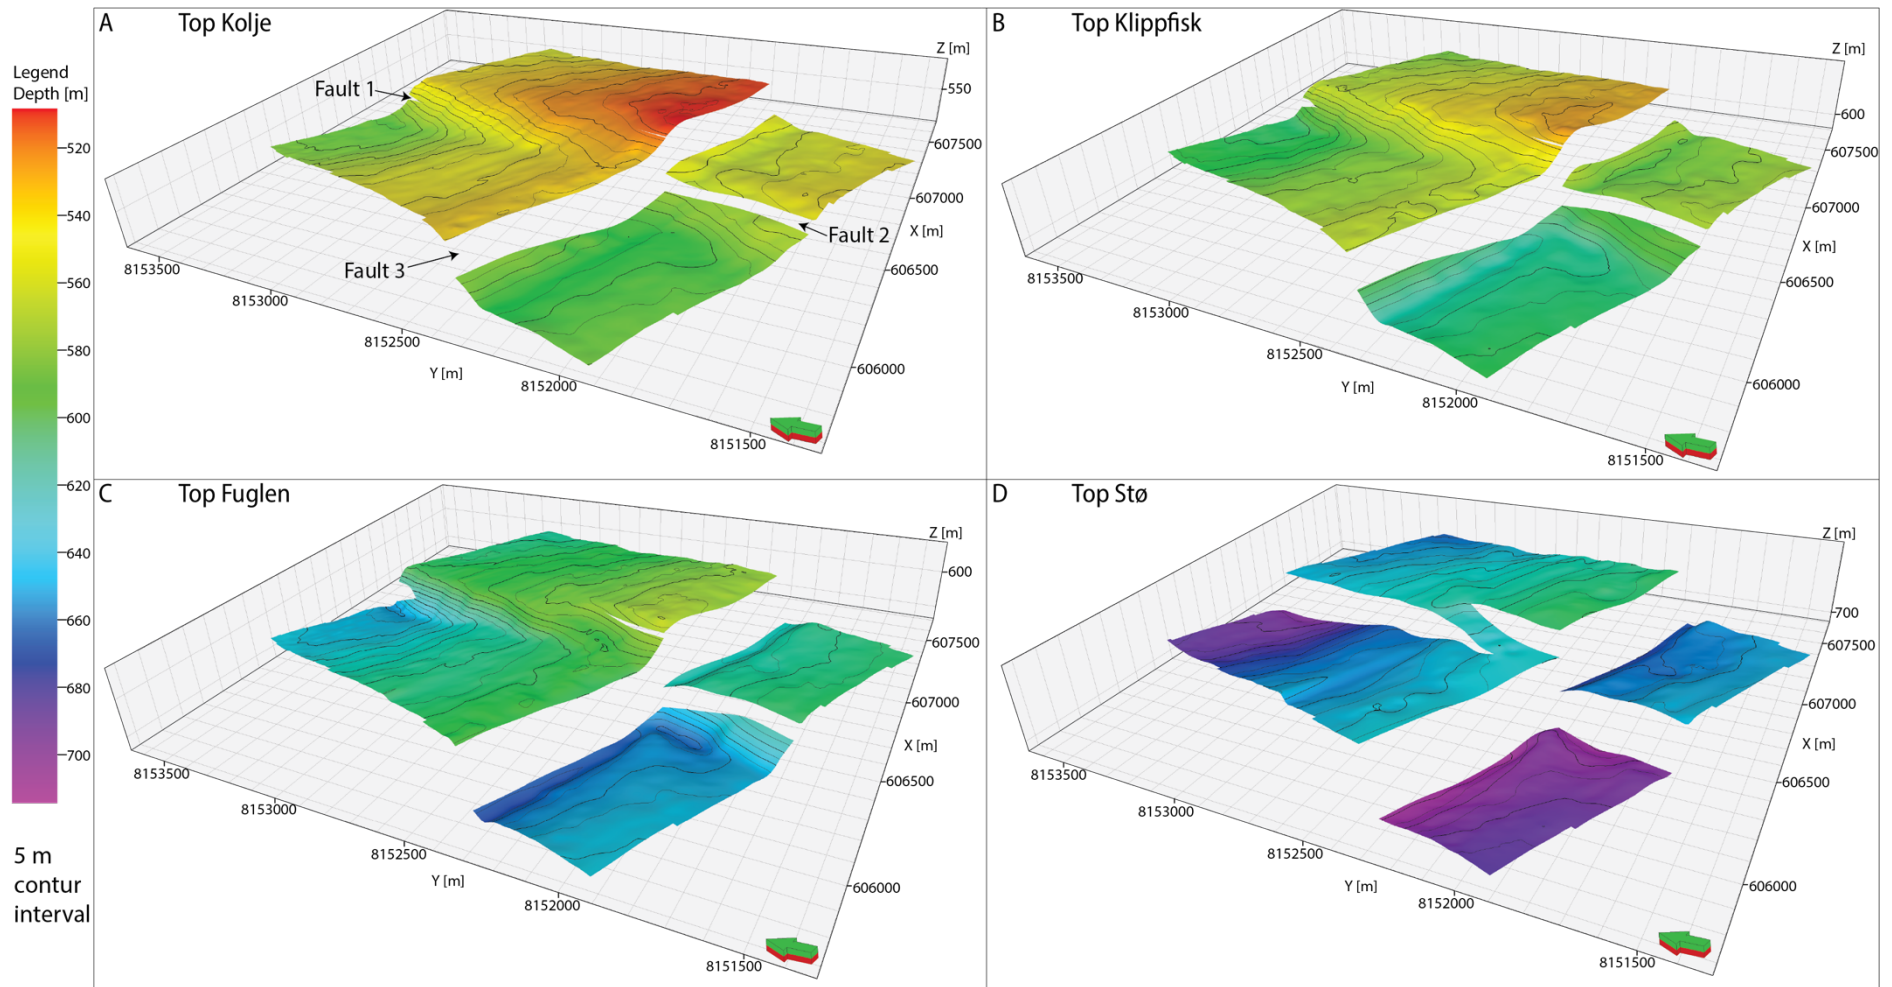 Legend
Depth [m]
520
540
560
580
600
620
640
660
680
700
5 m
contur
interval
A
Top Kolje
Fault 1
Fault 2
Fault 3
Z [m]
550
607500
607000
X [m]
606500
606000
8153500
8153000
8152500
Y [m]
8152000
8151500
B
Top Klippfisk
Z [m]
600
607500
607000
X [m]
606500
606000
8153500
8153000
8152500
Y [m]
8152000
8151500
C
Top Fuglen
Z [m]
600
607500
607000
X [m]
606500
606000
8153500
8153000
8152500
Y [m]
8152000
8151500
D
Top Stø
Z [m]
700
607500
607000
X [m]
606500
606000
8153500
8153000
8152500
Y [m]
8152000
8151500